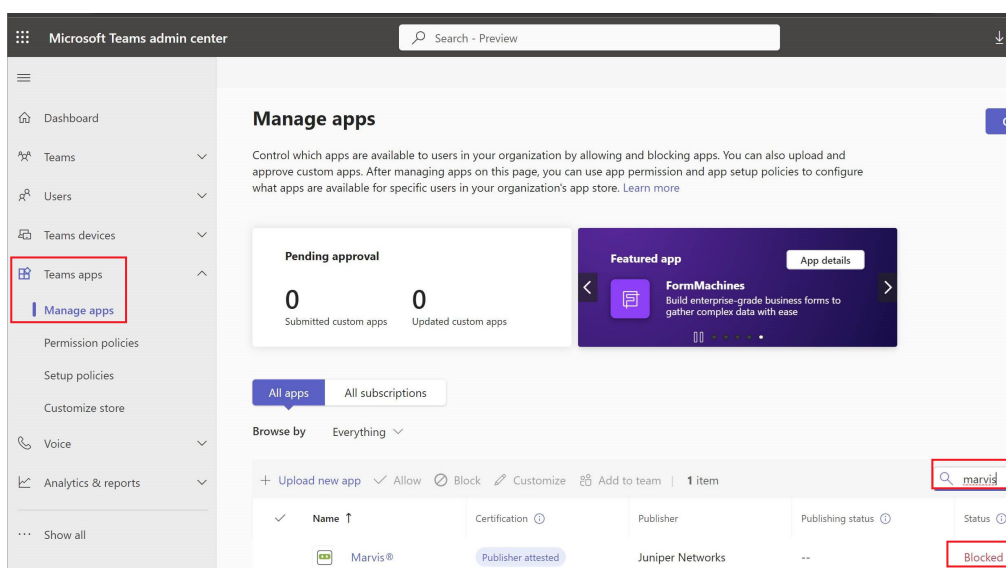 Microsoft Teams admin center
Search - Preview
Dashboard
Teams
Users
Teams devices
Teams apps
Manage apps
Permission policies
Setup policies
Customize store
Voice
Analytics & reports
Show all
Manage apps
Control which apps are available to users in your organization by allowing and blocking apps. You can also upload and
approve custom apps. After managing apps on this page, you can use app permission and app setup policies to configure
what apps are available for specific users in your organization's app store. Learn more
Pending approval
0 0
Submitted custom apps Updated custom apps
Featured app App details
FormMachines
Build enterprise-grade business forms to
gather complex data with ease
All apps All subscriptions
Browse by Everything
+ Upload new app Allow Block Customize Add to team | 1 item marvis
Name ↑ Certification Publisher Publishing status Status
Marvis® Publisher attested Juniper Networks -- Blocked